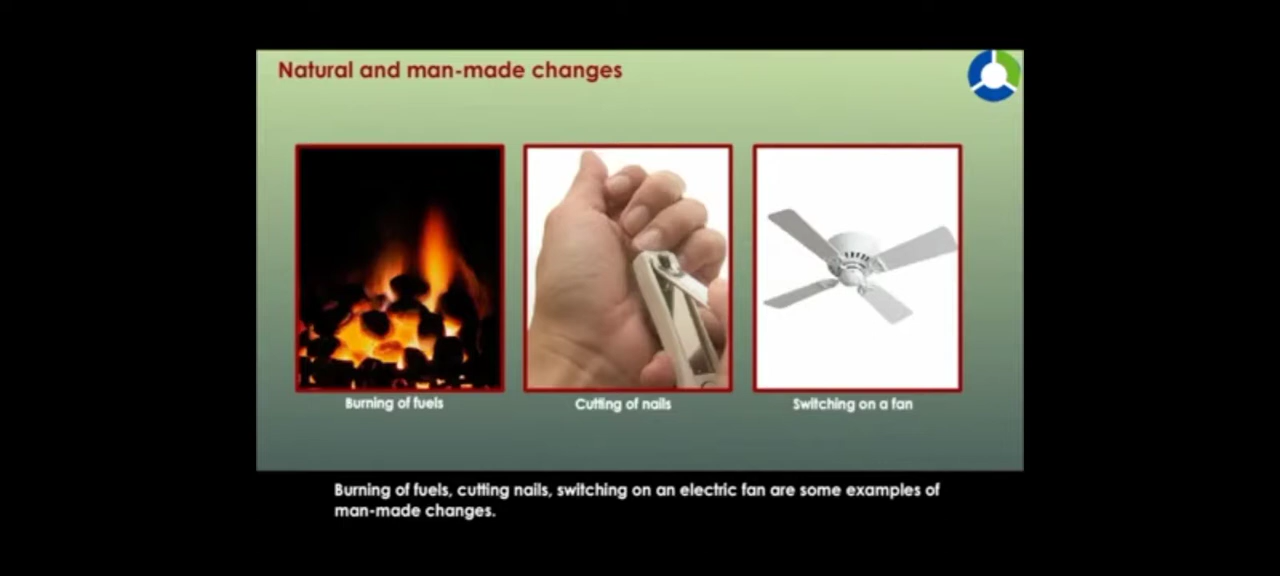 Natural and man-made changes
Burning of fuels
Cutting of nails
Switching on a fan
Burning of fuels, cutting nails, switching on an electric fan are some examples of
man-made changes.